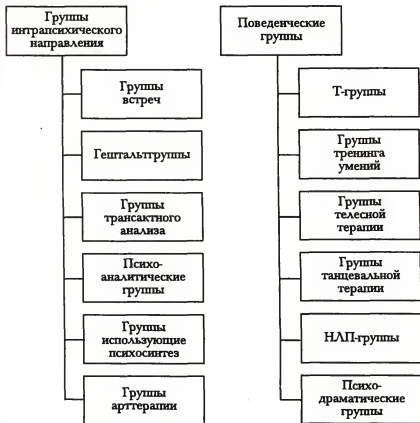 Группы
интрапсихического
направления
Группы
встреч
Гештальтгруппы
Группы
трансактного
анализа
Психо-
аналитические
группы
Группы
использующие
психосинтез
Группы
арттерапии
Поведенческие
группы
Т-группы
Группы
тренинга
умений
Группы
телесной
терапии
Группы
танцевальной
терапии
НЛП-группы
Психо-
драматические
группы